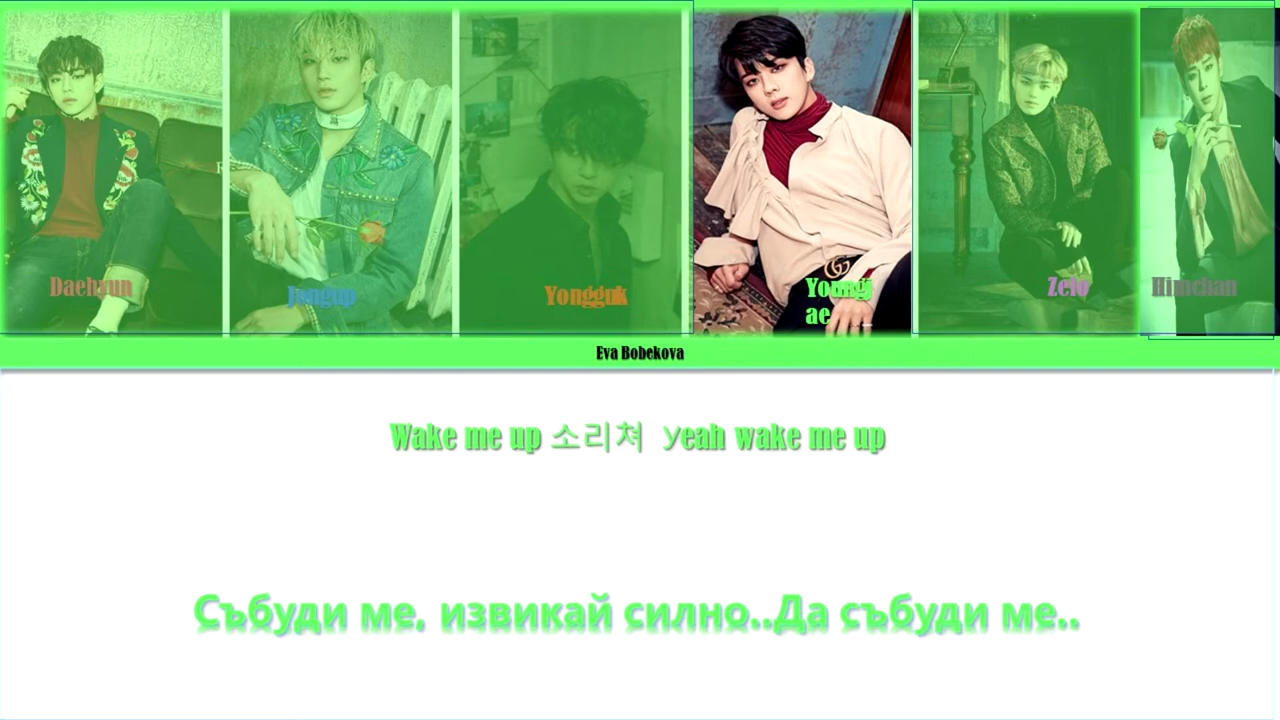 Daehyun
Jongup
Yongguk
Youngj
ae
Zelo
Himchan
Eva Bobekova
Wake me up 소리쳐 yeah wake me up
Събуди ме, извикай силно..Да събуди ме..